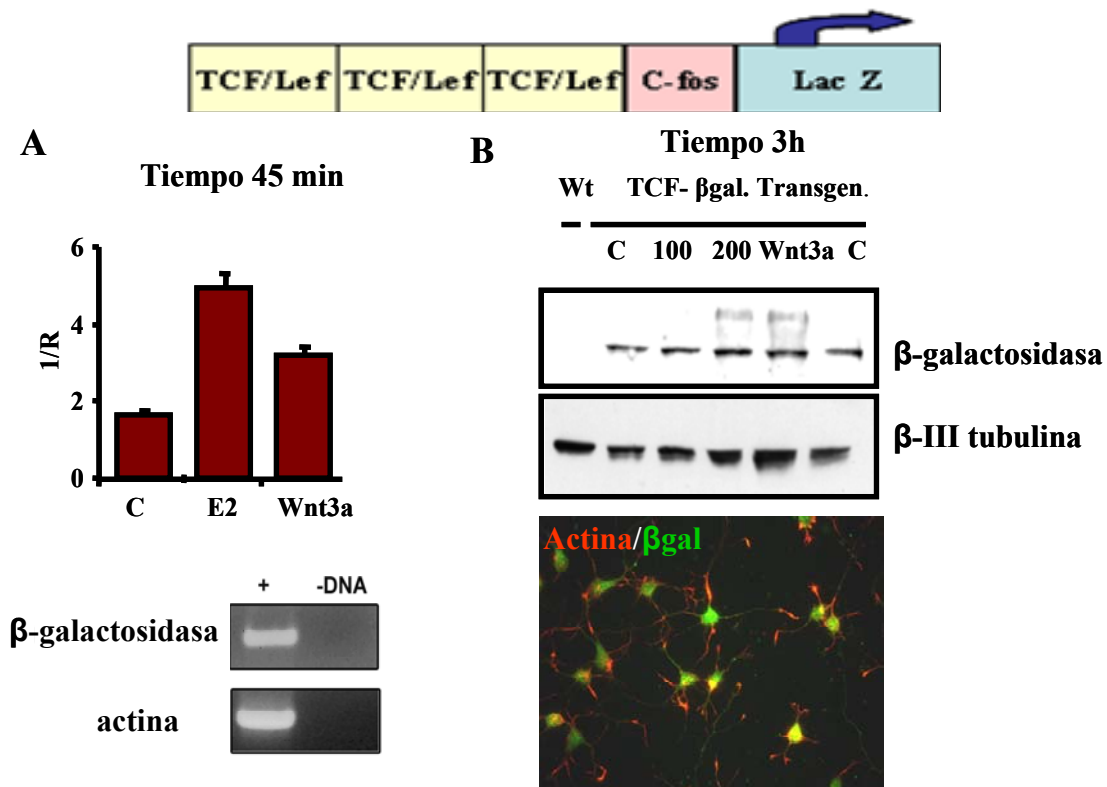 TCF/Lef TCF/Lef TCF/Lef C-fos Lac Z
A
Tiempo 45 min
6
4
2
0
1/R
C E2 Wnt3a
+ -DNA
β-galactosidasa
actina
B
Tiempo 3h
Wt TCF- βgal. Transgen.
C 100 200 Wnt3a C
β-galactosidasa
β-III tubulina
Actina/βgal